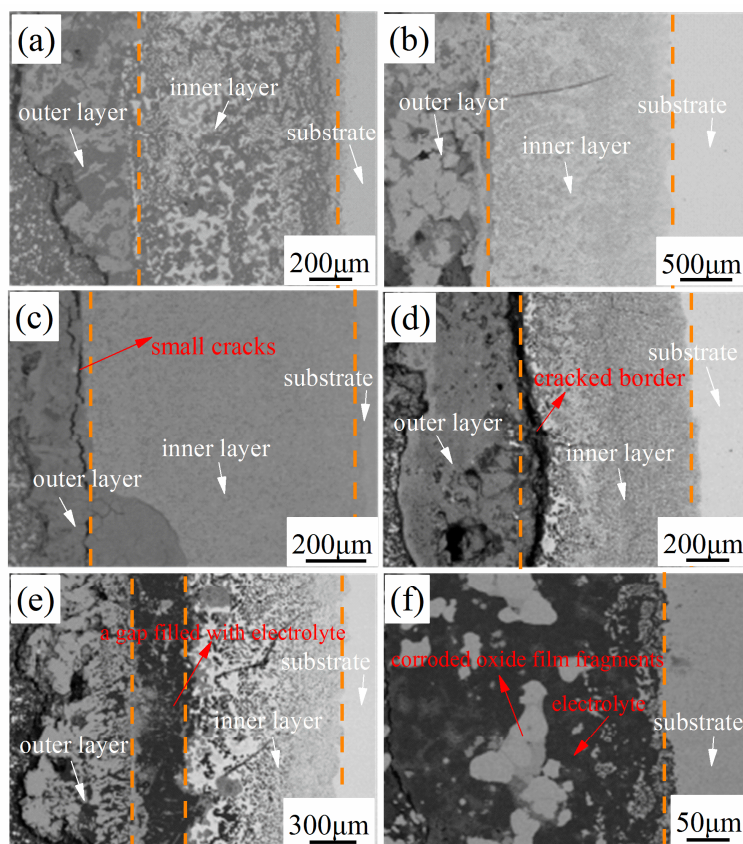 (a)
outer layer
inner layer
substrate
200μm
(b)
outer layer
inner layer
substrate
500μm
(c)
small cracks
substrate
inner layer
outer layer
200μm
(d)
substrate
cracked border
outer layer
inner layer
200μm
(e)
a gap filled with electrolyte
substrate
inner layer
outer layer
300μm
(f)
corroded oxide film fragments
electrolyte
substrate
50μm